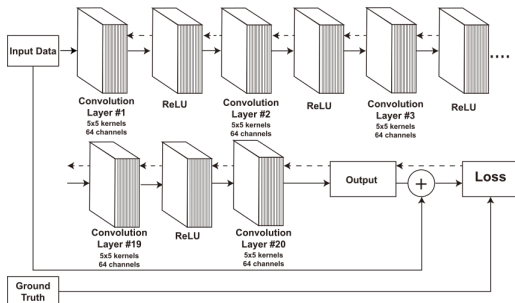 Input Data
Convolution
Layer #1
5x5 kernels
64 channels
ReLU
Convolution
Layer #2
5x5 kernels
64 channels
ReLU
Convolution
Layer #3
5x5 kernels
64 channels
ReLU
....
Convolution
Layer #19
5x5 kernels
64 channels
ReLU
Convolution
Layer #20
5x5 kernels
64 channels
Output
+
Loss
Ground
Truth